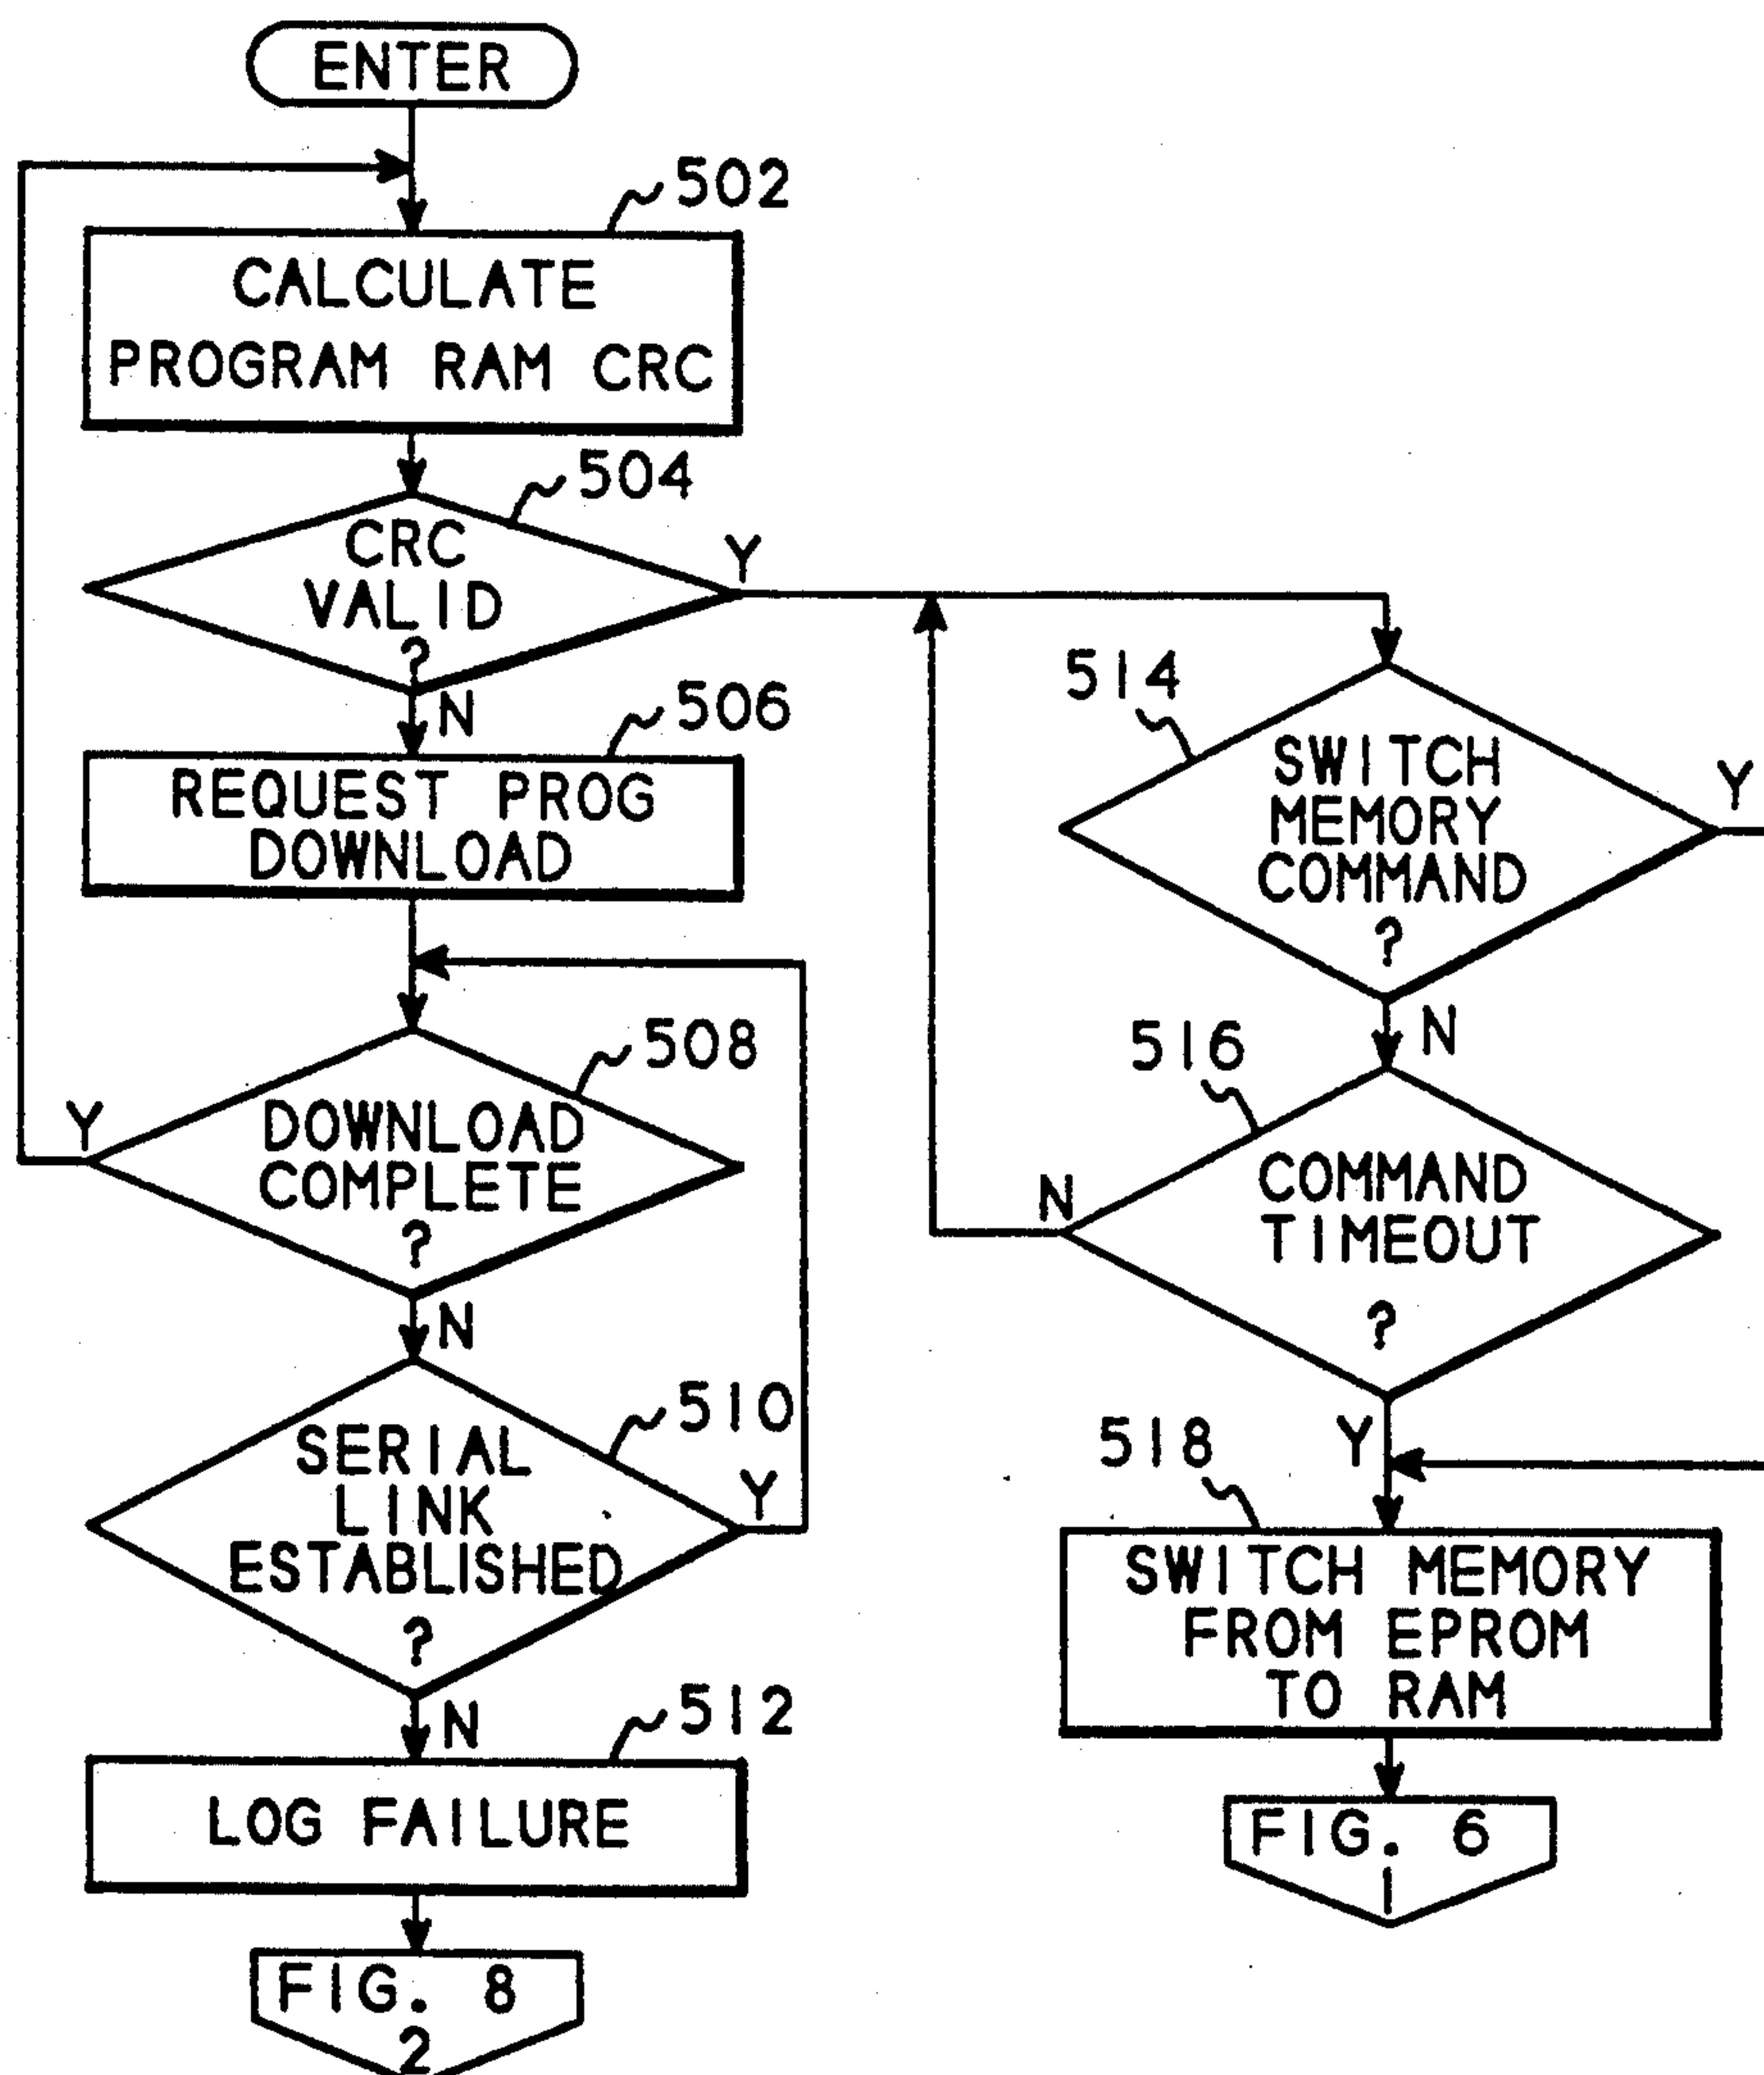 ENTER
502
CALCULATE
PROGRAM RAM CRC
504
CRC
VALID
?
Y
N
506
REQUEST PROG
DOWNLOAD
508
DOWNLOAD
COMPLETE
?
Y
N
510
SERIAL
LINK
ESTABLISHED
?
Y
N
512
LOG FAILURE
FIG. 8
2
514
SWITCH
MEMORY
COMMAND
?
Y
N
516
COMMAND
TIMEOUT
?
N
Y
518
SWITCH MEMORY
FROM EPROM
TO RAM
FIG. 6
1